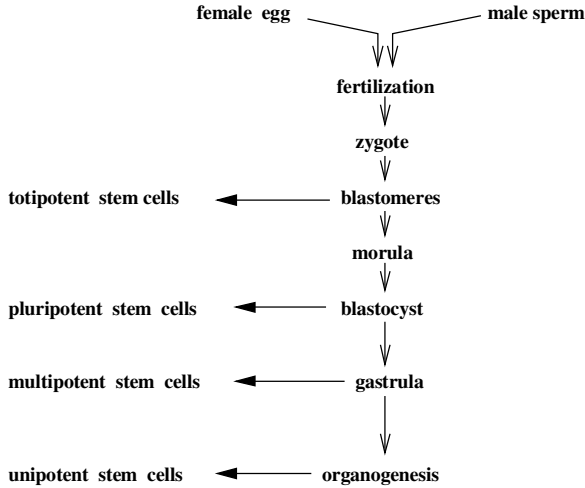 female egg
male sperm
fertilization
zygote
totipotent stem cells
blastomeres
morula
pluripotent stem cells
blastocyst
multipotent stem cells
gastrula
unipotent stem cells
organogenesis